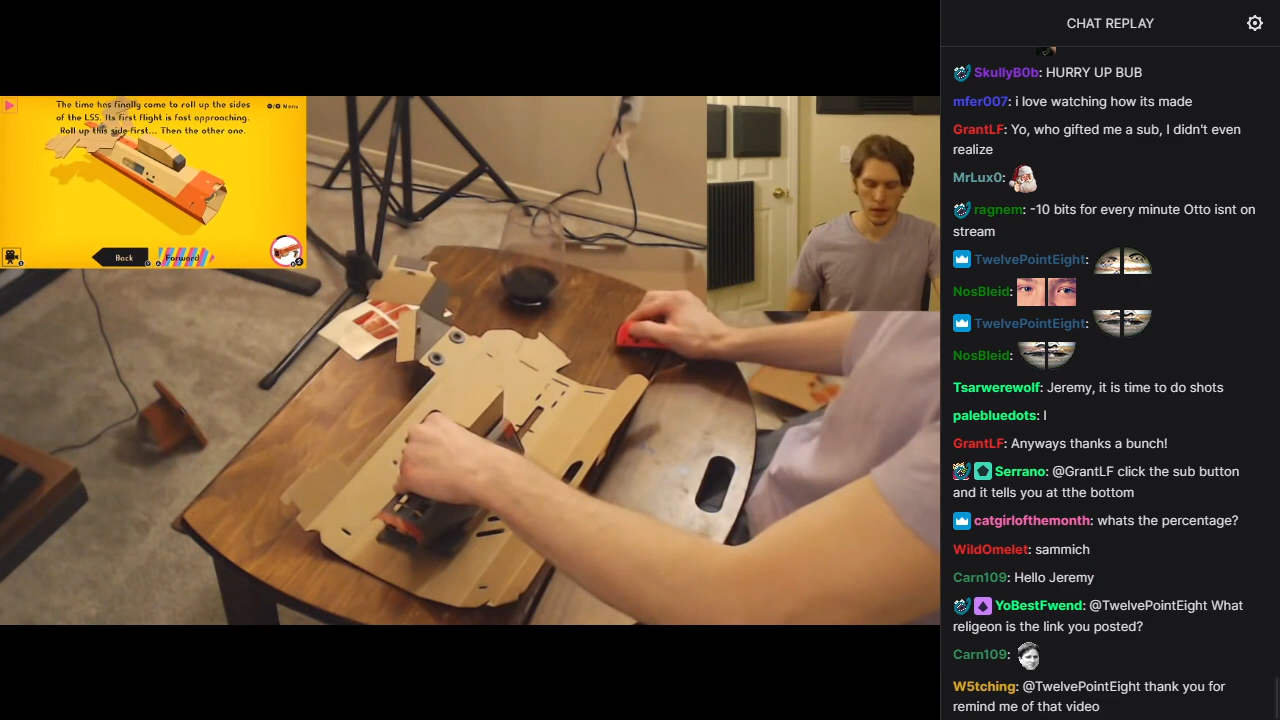 The time has finally come to roll up the sides
of the LSS. Its first flight is fast approaching.
Roll up this side first... Then the other one.
Menu
Back
Forward
CHAT REPLAY
SkullyB0b: HURRY UP BUB
mfer007: i love watching how its made
GrantLF: Yo, who gifted me a sub, I didn't even
realize
MrLux0:
ragnem: -10 bits for every minute Otto isnt on
stream
TwelvePointEight:
NosBleid:
TwelvePointEight:
NosBleid:
Tsarwerewolf: Jeremy, it is time to do shots
palebluedots: I
GrantLF: Anyways thanks a bunch!
Serrano: @GrantLF click the sub button
and it tells you at tthe bottom
catgirlofthemonth: whats the percentage?
WildOmelet: sammich
Carn109: Hello Jeremy
YoBestFwend: @TwelvePointEight What
religeon is the link you posted?
Carn109:
W5tching: @TwelvePointEight thank you for
remind me of that video